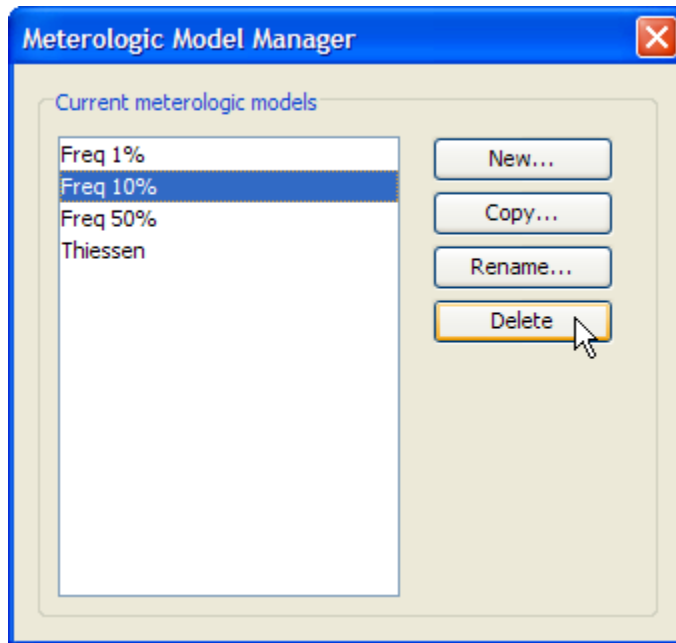 Meterologic Model Manager
Current meterologic models
Freq 1%
Freq 10%
Freq 50%
Thiessen
New...
Copy...
Rename...
Delete